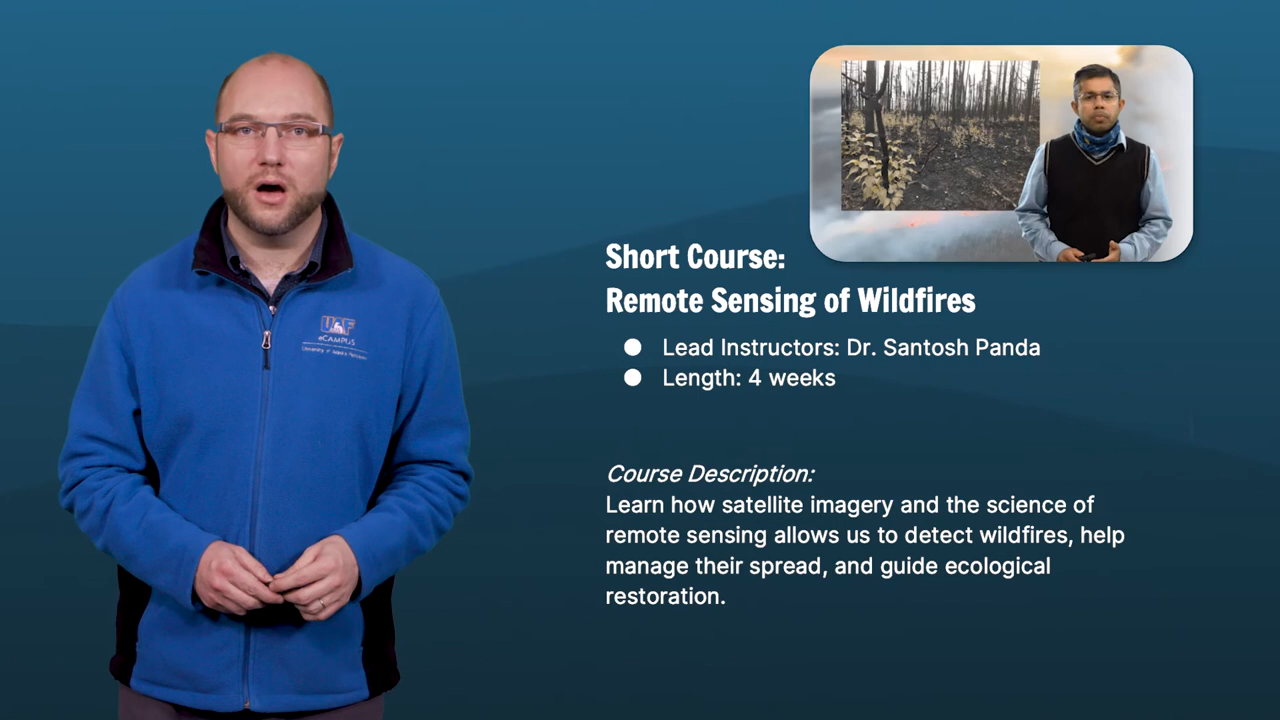 UAF
eCAMPUS
Short Course:
Remote Sensing of Wildfires
Lead Instructors: Dr. Santosh Panda
Length: 4 weeks
Course Description:
Learn how satellite imagery and the science of
remote sensing allows us to detect wildfires, help
manage their spread, and guide ecological
restoration.